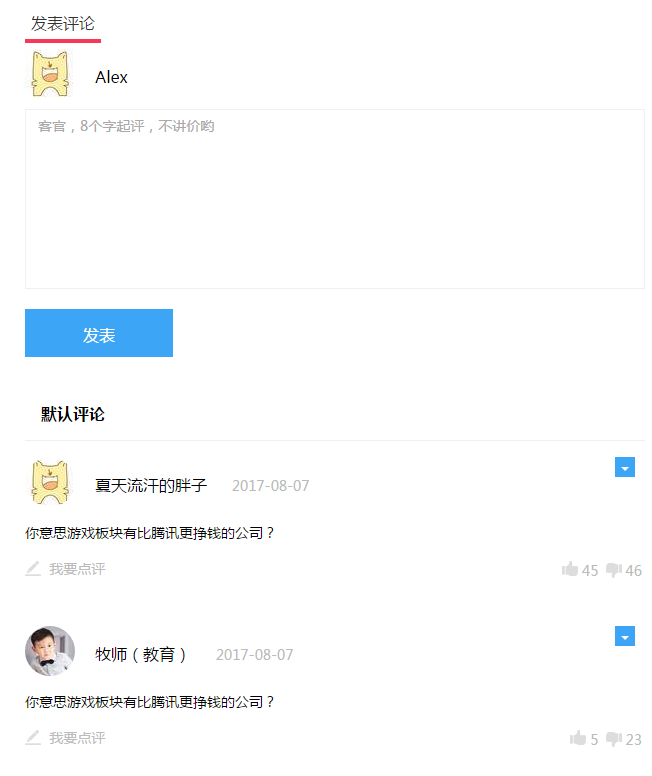 发表评论
Alex
客官，8个字起评，不讲价哟
发表
默认评论
夏天流汗的胖子 2017-08-07
你意思游戏板块有比腾讯更挣钱的公司？
我要点评 45 46
牧师（教育） 2017-08-07
你意思游戏板块有比腾讯更挣钱的公司？
我要点评 5 23